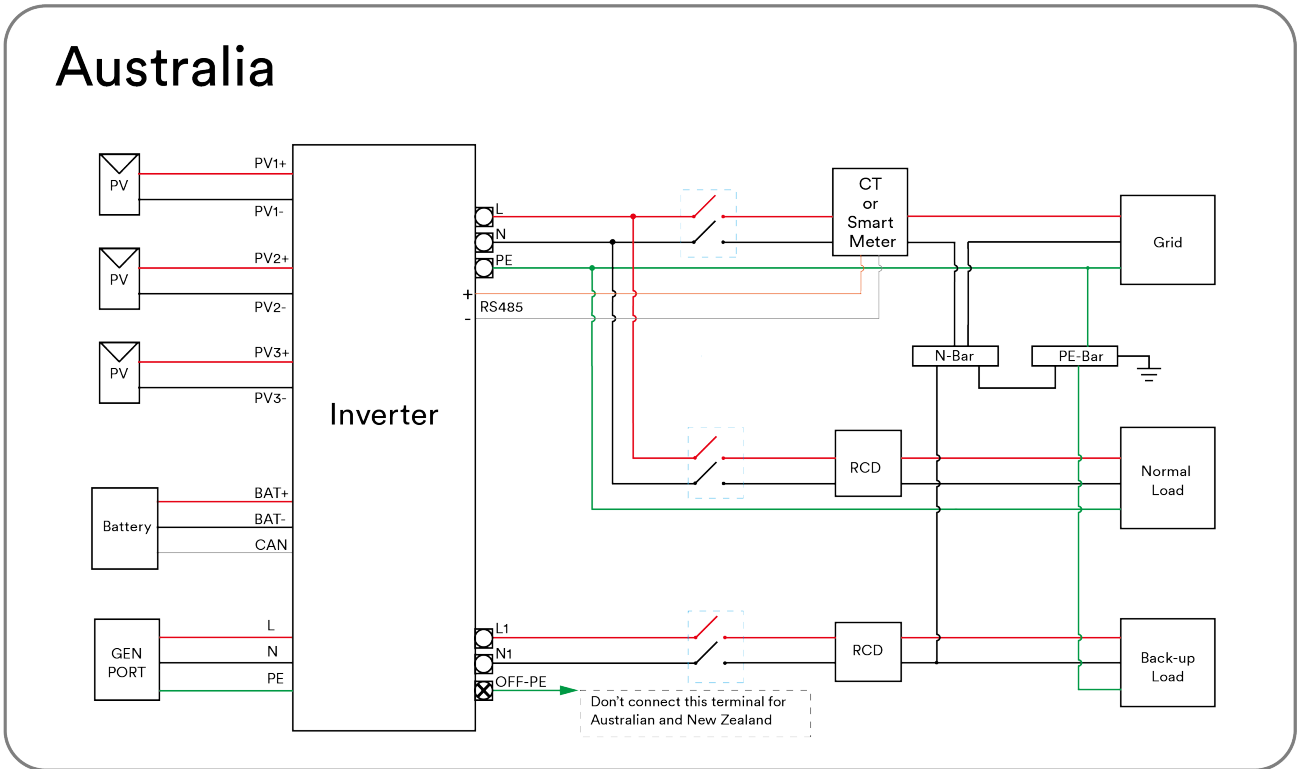 Australia
PV
PV1+
PV1-
PV
PV2+
PV2-
PV
PV3+
PV3-
Battery
BAT+
BAT-
CAN
GEN
PORT
L
N
PE
Inverter
L
N
PE
+
RS485
-
CT
or
Smart
Meter
Grid
N-Bar
PE-Bar
RCD
Normal
Load
L1
N1
OFF-PE
RCD
Back-up
Load
Don't connect this terminal for
Australian and New Zealand